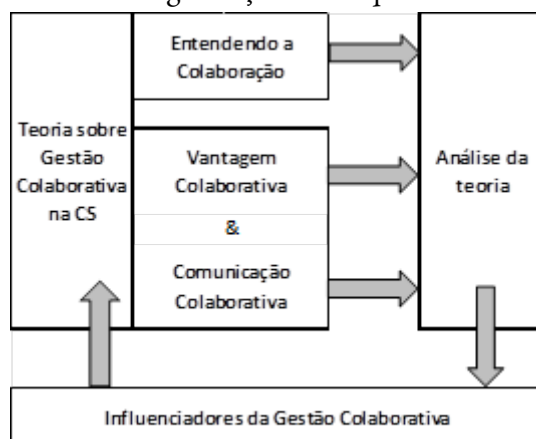 Entendendo a
Colaboração
Teoria sobre
Gestão
Colaborativa
na CS
Vantagem
Colaborativa
&
Comunicação
Colaborativa
Análise da
teoria
Influenciadores da Gestão Colaborativa